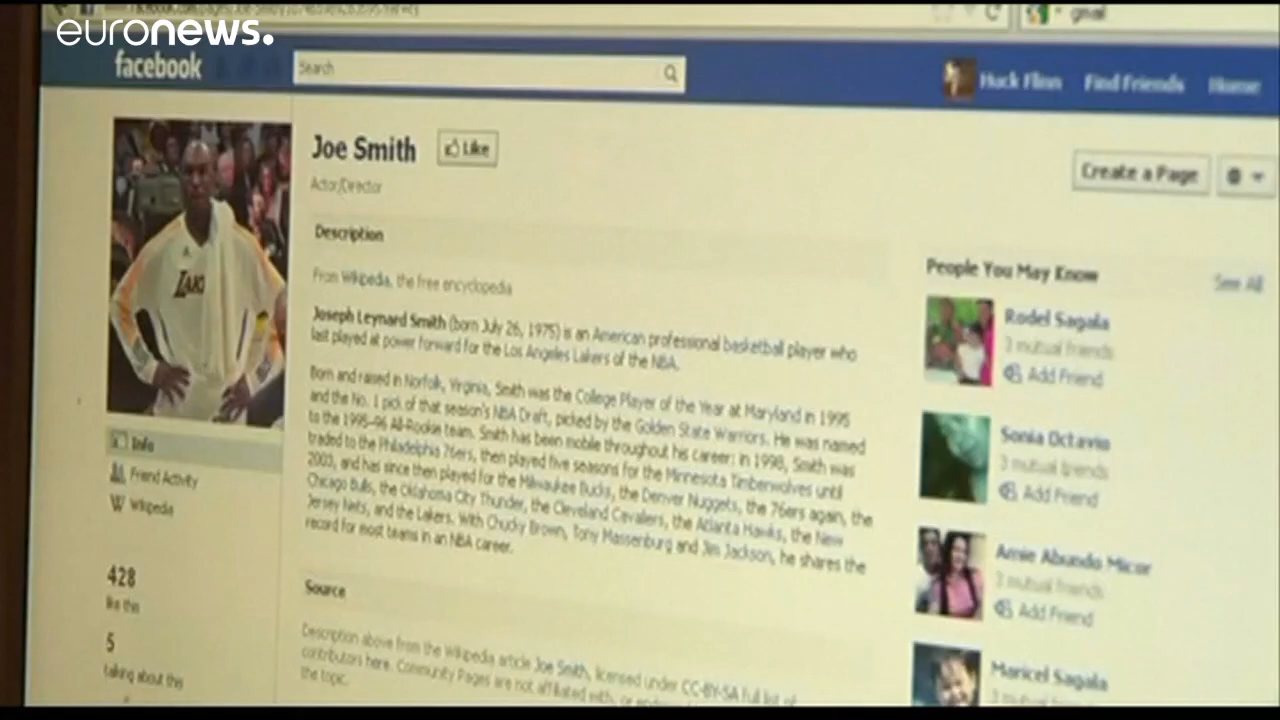 euronews.
gmail
facebook
Search
Huck Flinn
Find Friends
Home
Joe Smith
Like
Create a Page
Actor/Director
Description
From Wikipedia, the free encyclopedia
Joseph Leynard Smith (born July 26, 1975) is an American professional basketball player who
last played at power forward for the Los Angeles Lakers of the NBA.
Born and raised in Norfolk, Virginia, Smith was the College Player of the Year at Maryland in 1995
and the No. 1 pick of that season's NBA Draft, picked by the Golden State Warriors. He was named
to the 1995-96 All-Rookie team. Smith has been mobile throughout his career: in 1998, Smith was
traded to the Philadelphia 76ers, then played five seasons for the Minnesota Timberwolves until
2003, and has since then played for the Milwaukee Bucks, the Denver Nuggets, the 76ers again, the
Chicago Bulls, the Oklahoma City Thunder, the Cleveland Cavaliers, the Atlanta Hawks, the New
Jersey Nets, and the Lakers. With Chucky Brown, Tony Massenburg and Jim Jackson, he shares the
record for most teams in an NBA career.
Source
Description above from the Wikipedia article Joe Smith, licensed under CC-BY-SA full list of
contributors here. Community Pages are not affiliated with, or
the topic.
LAK
Info
Friend Activity
Wikipedia
428
like this
5
talking about this
People You May Know
See All
Rodel Sagala
3 mutual friends
Add Friend
Sonia Octavio
3 mutual friends
Add Friend
Amie Abundo Micor
3 mutual friends
Add Friend
Maricel Sagala
3 mutual friends